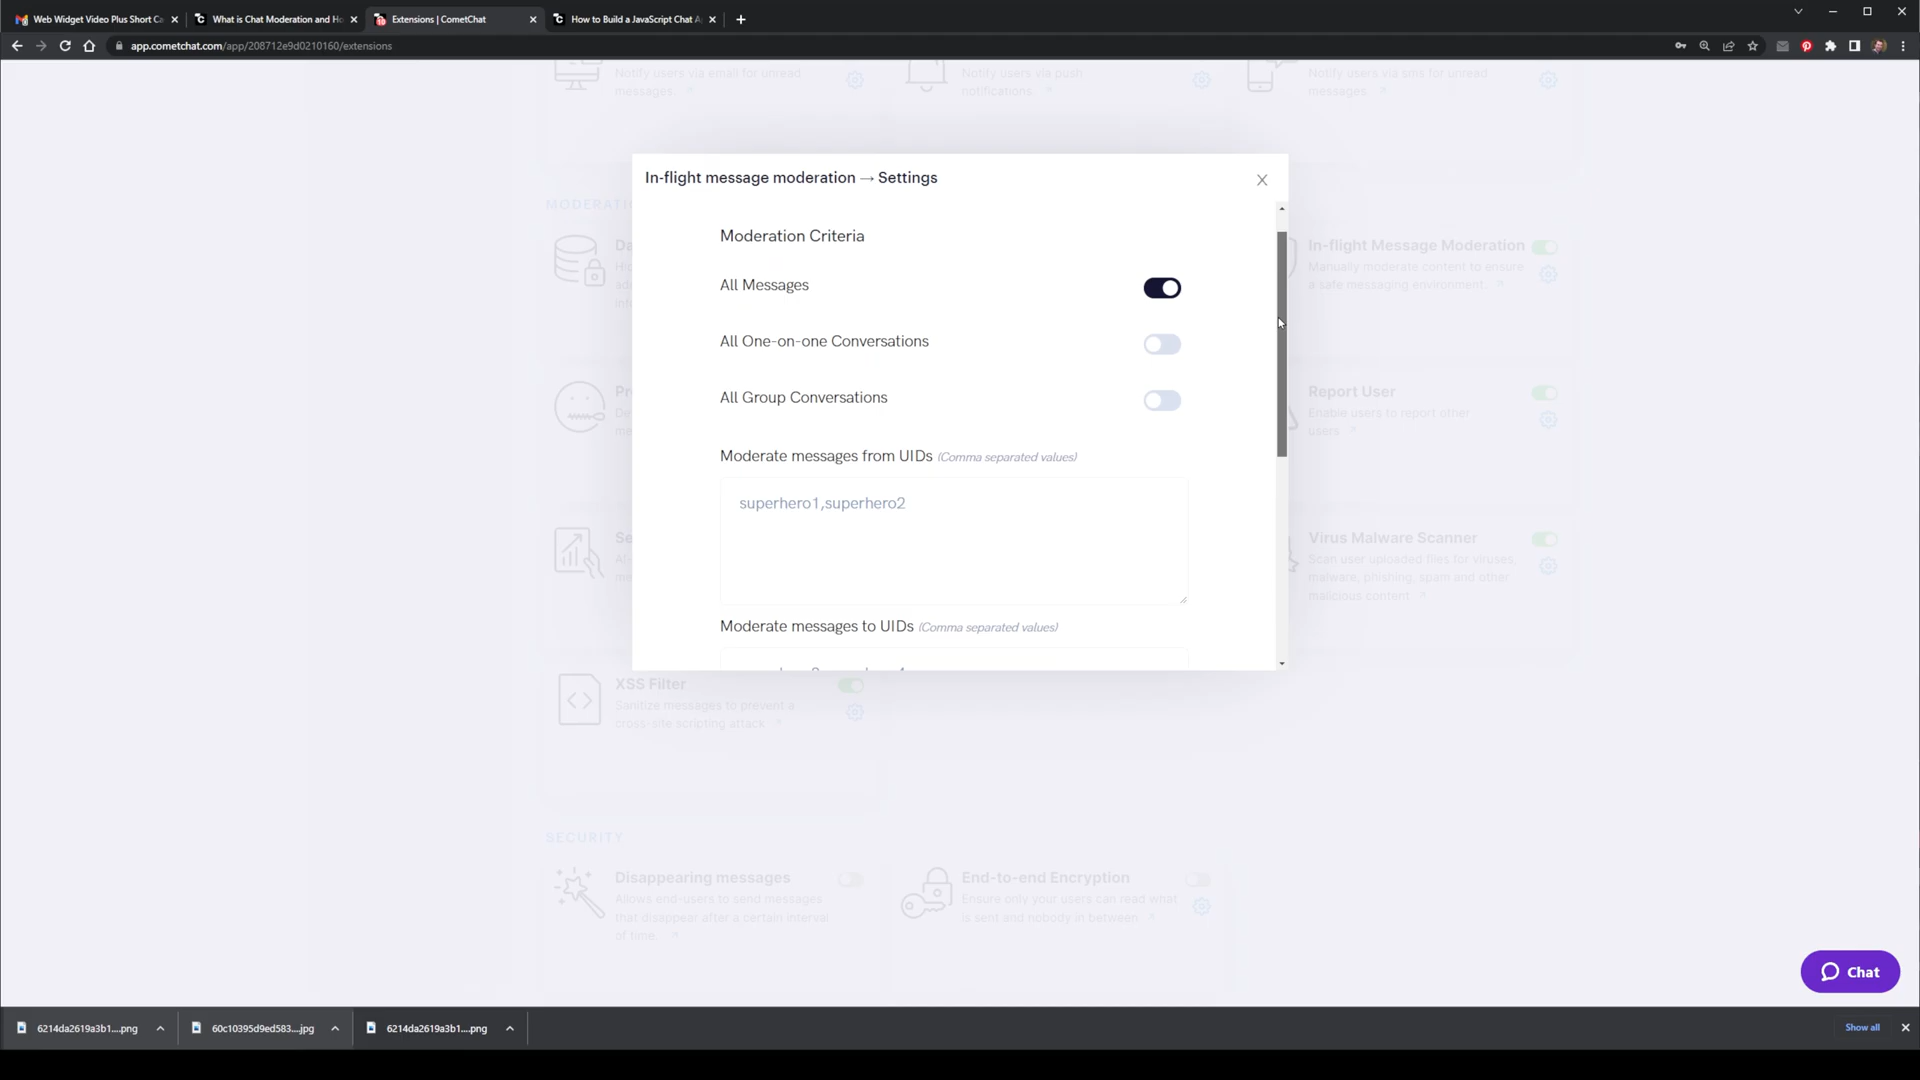 Web Widget Video Plus Short Ca
What is Chat Moderation and Ho
Extensions | CometChat
How to Build a JavaScript Chat A
app.cometchat.com/app/208712e9d0210160/extensions
Notify users via email for unread
messages.
Notify users via push
notifications.
Notify users via sms for unread
messages.
In-flight message moderation → Settings
MODERATI
Moderation Criteria
All Messages
All One-on-one Conversations
All Group Conversations
Moderate messages from UIDs (Comma separated values)
superhero1,superhero2
Moderate messages to UIDs (Comma separated values)
In-flight Message Moderation
Manually moderate content to ensure
a safe messaging environment.
Report User
Enable users to report other
users
Virus Malware Scanner
Scan user uploaded files for viruses,
malware, phishing, spam and other
malicious content
XSS Filter
Sanitize messages to prevent a
cross-site scripting attack
SECURITY
Disappearing messages
Allows end-users to send messages
that disappear after a certain interval
of time.
End-to-end Encryption
Ensure only your users can read what
is sent and nobody in between
Chat
6214da2619a3b1....png
60c10395d9ed583....jpg
6214da2619a3b1....png
Show all